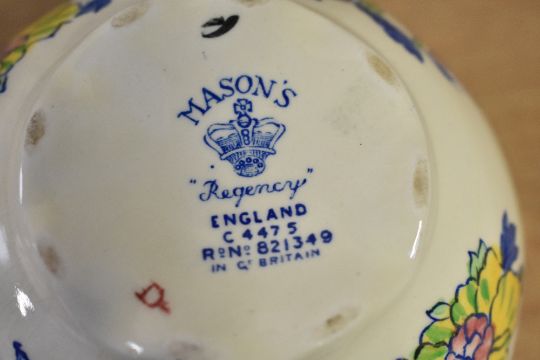 MASON'S
"Regency"
ENGLAND
C 4475
RD. NO. 821349
IN GT BRITAIN